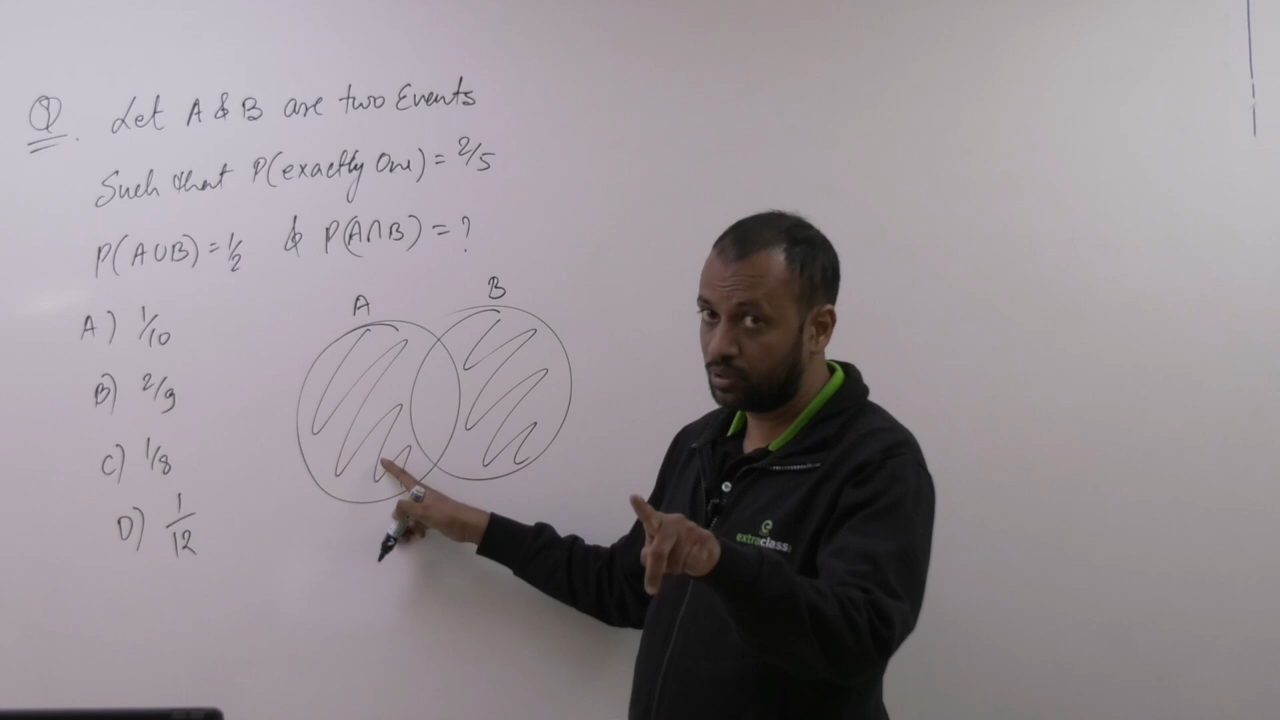 Q. Let A & B are two Events
Such that P(exactly One) = 2/5
P(A∪B) = 1/2 & P(A∩B) = ?
A) 1/10
B) 2/9
C) 1/8
D) 1/12
A
B
extraclass